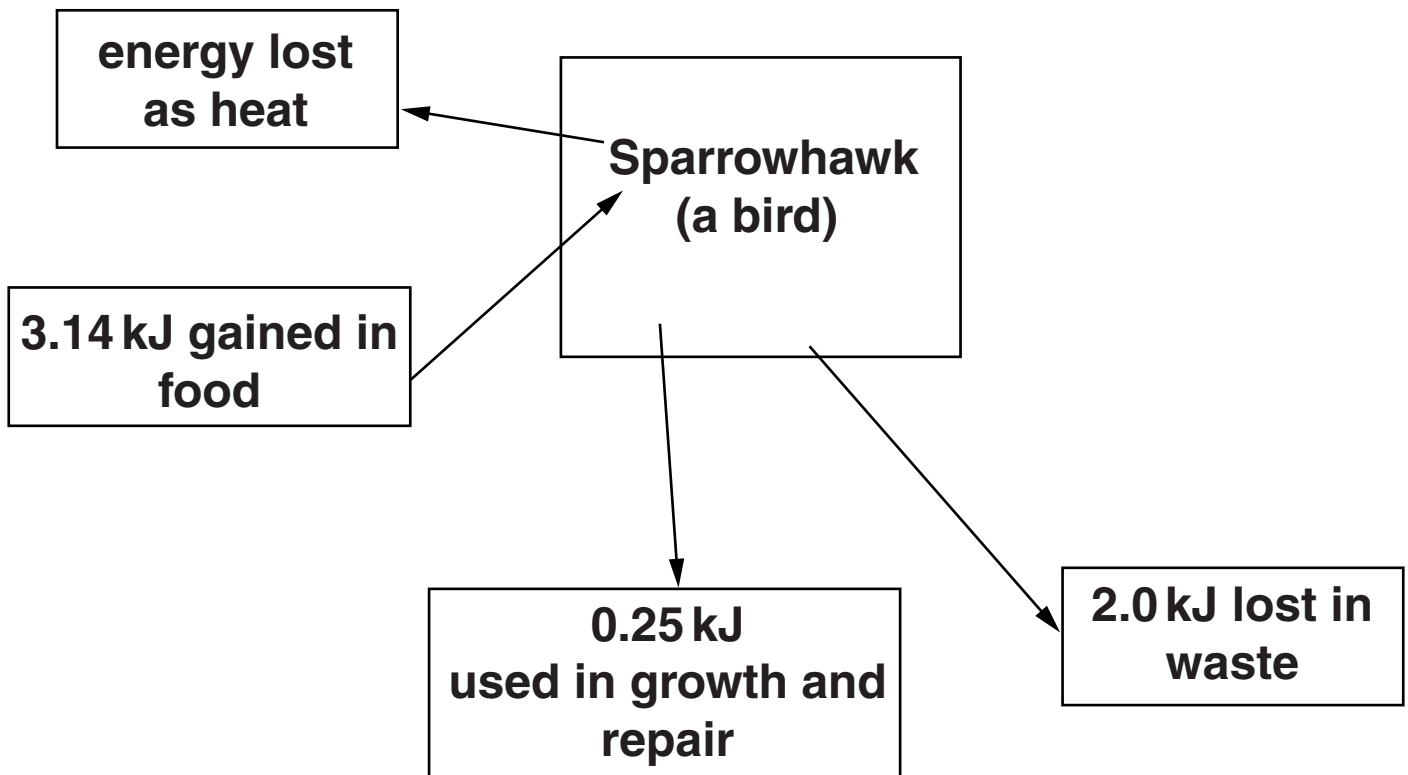 energy lost
as heat
Sparrowhawk
(a bird)
3.14 kJ gained in
food
0.25 kJ
used in growth and
repair
2.0 kJ lost in
waste